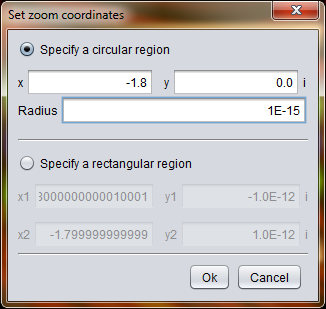 Set zoom coordinates
Specify a circular region
x -1.8 y 0.0 i
Radius 1E-15
Specify a rectangular region
x1 3000000000010001 y1 -1.0E-12 i
x2 -1.799999999999 y2 1.0E-12 i
Ok Cancel